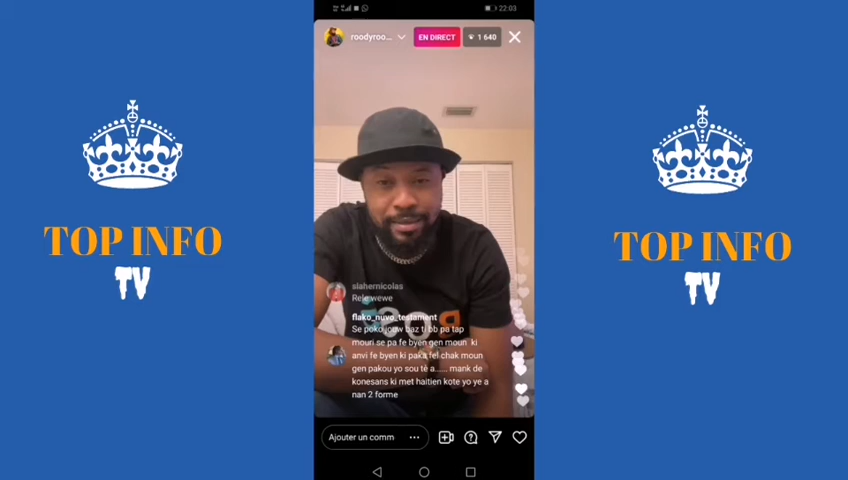 22:03
roodyroo...
EN DIRECT
1 640
TOP INFO
TV
TOP INFO
TV
slahernicolas
Rele wewe
flako_nuvo_testament
Se poko jonw baz ti bb pa tap
mouri se pa fe byen gen moun ki
anvi fe byen ki paka fel chak moun
gen pakou yo sou tè a...... mank de
konesans ki met haitien kote yo ye a
nan 2 forme
Ajouter un comm